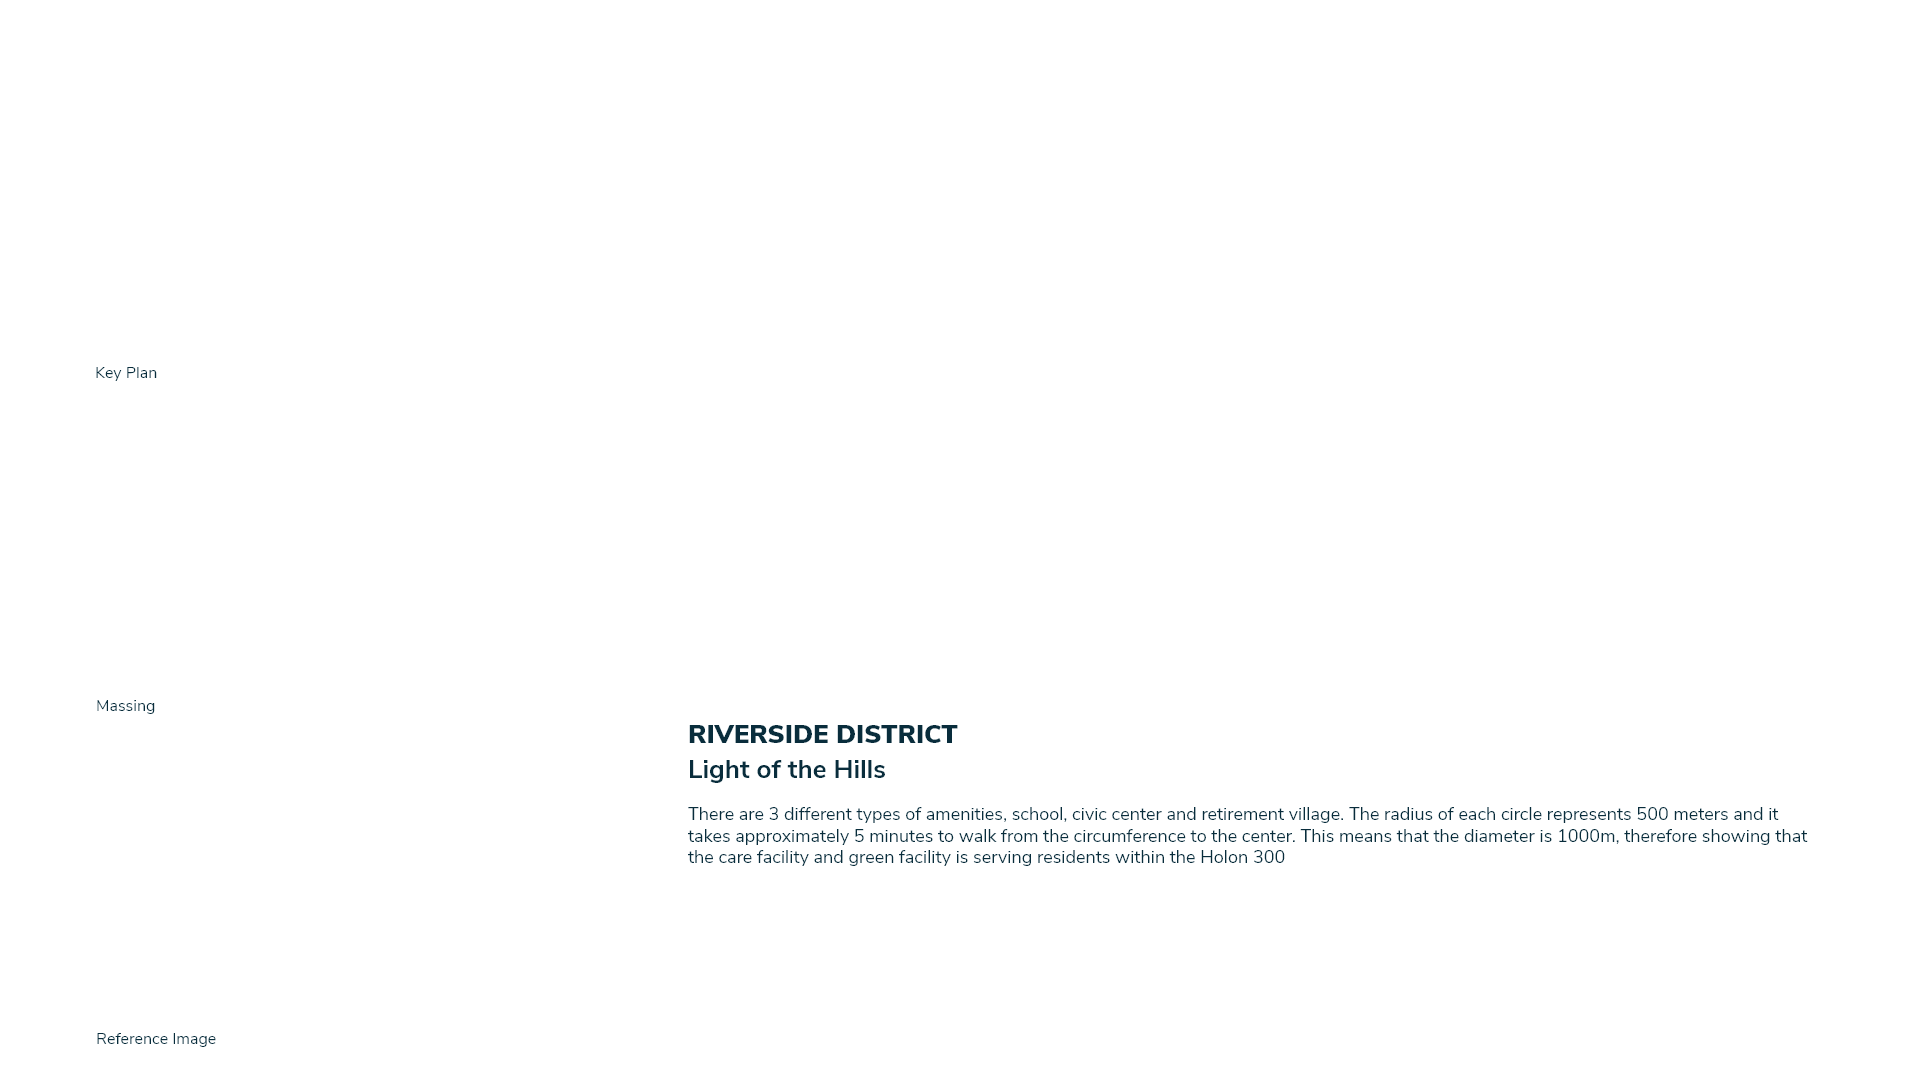 Key Plan
Massing
RIVERSIDE DISTRICT
Light of the Hills
There are 3 different types of amenities, school, civic center and retirement village. The radius of each circle represents 500 meters and it
takes approximately 5 minutes to walk from the circumference to the center. This means that the diameter is 1000m, therefore showing that
the care facility and green facility is serving residents within the Holon 300
Reference Image